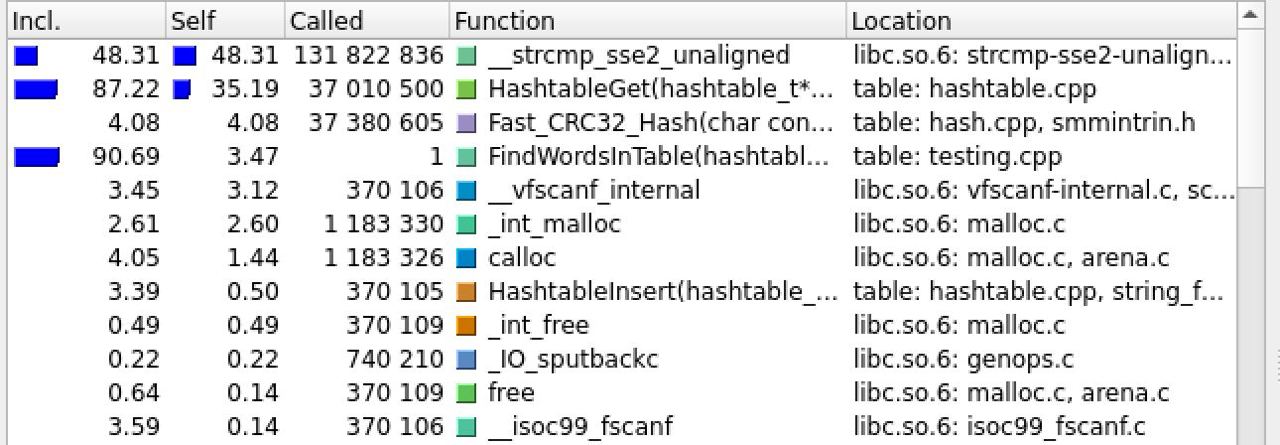 Incl. Self Called Function Location
48.31 48.31 131 822 836 __strcmp_sse2_unaligned libc.so.6: strcmp-sse2-unalign...
87.22 35.19 37 010 500 HashtableGet(hashtable_t*... table: hashtable.cpp
4.08 4.08 37 380 605 Fast_CRC32_Hash(char con... table: hash.cpp, smmintrin.h
90.69 3.47 1 FindWordsInTable(hashtabl... table: testing.cpp
3.45 3.12 370 106 __vfscanf_internal libc.so.6: vfscanf-internal.c, sc...
2.61 2.60 1 183 330 _int_malloc libc.so.6: malloc.c
4.05 1.44 1 183 326 calloc libc.so.6: malloc.c, arena.c
3.39 0.50 370 105 HashtableInsert(hashtable_... table: hashtable.cpp, string_f...
0.49 0.49 370 109 _int_free libc.so.6: malloc.c
0.22 0.22 740 210 _IO_sputbackc libc.so.6: genops.c
0.64 0.14 370 109 free libc.so.6: malloc.c, arena.c
3.59 0.14 370 106 __isoc99_fscanf libc.so.6: isoc99_fscanf.c